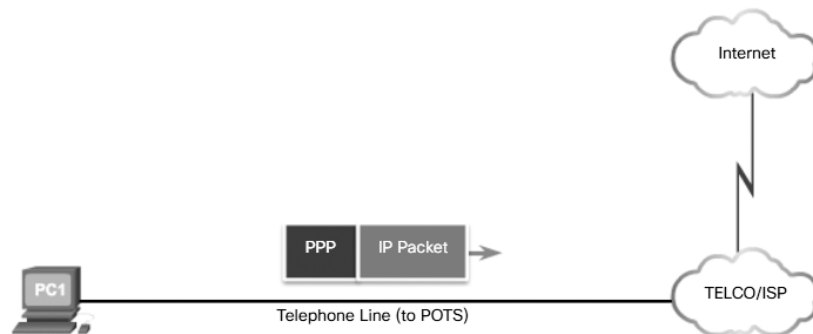 Internet
PPP IP Packet
PC1
TELCO/ISP
Telephone Line (to POTS)